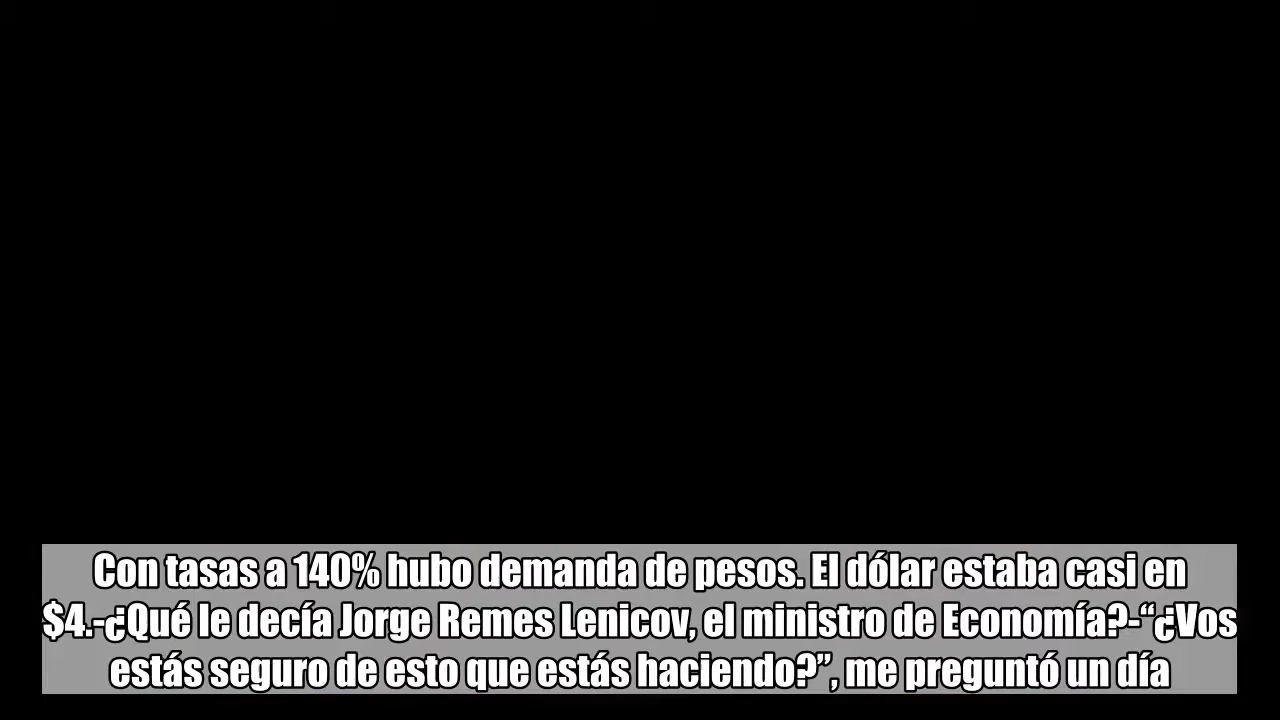 Con tasas a 140% hubo demanda de pesos. El dólar estaba casi en
$4.-¿Qué le decía Jorge Remes Lenicov, el ministro de Economía?-“¿Vos
estás seguro de esto que estás haciendo?”, me preguntó un día